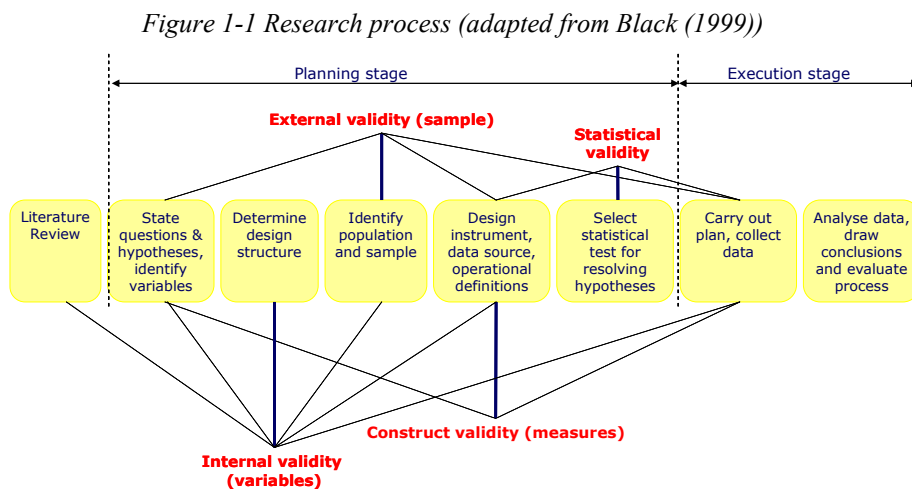 Figure 1-1 Research process (adapted from Black (1999))
Planning stage
Execution stage
External validity (sample)
Statistical
validity
Literature
Review
State
questions &
hypotheses,
identify
variables
Determine
design
structure
Identify
population
and sample
Design
instrument,
data source,
operational
definitions
Select
statistical
test for
resolving
hypotheses
Carry out
plan, collect
data
Analyse data,
draw
conclusions
and evaluate
process
Construct validity (measures)
Internal validity
(variables)